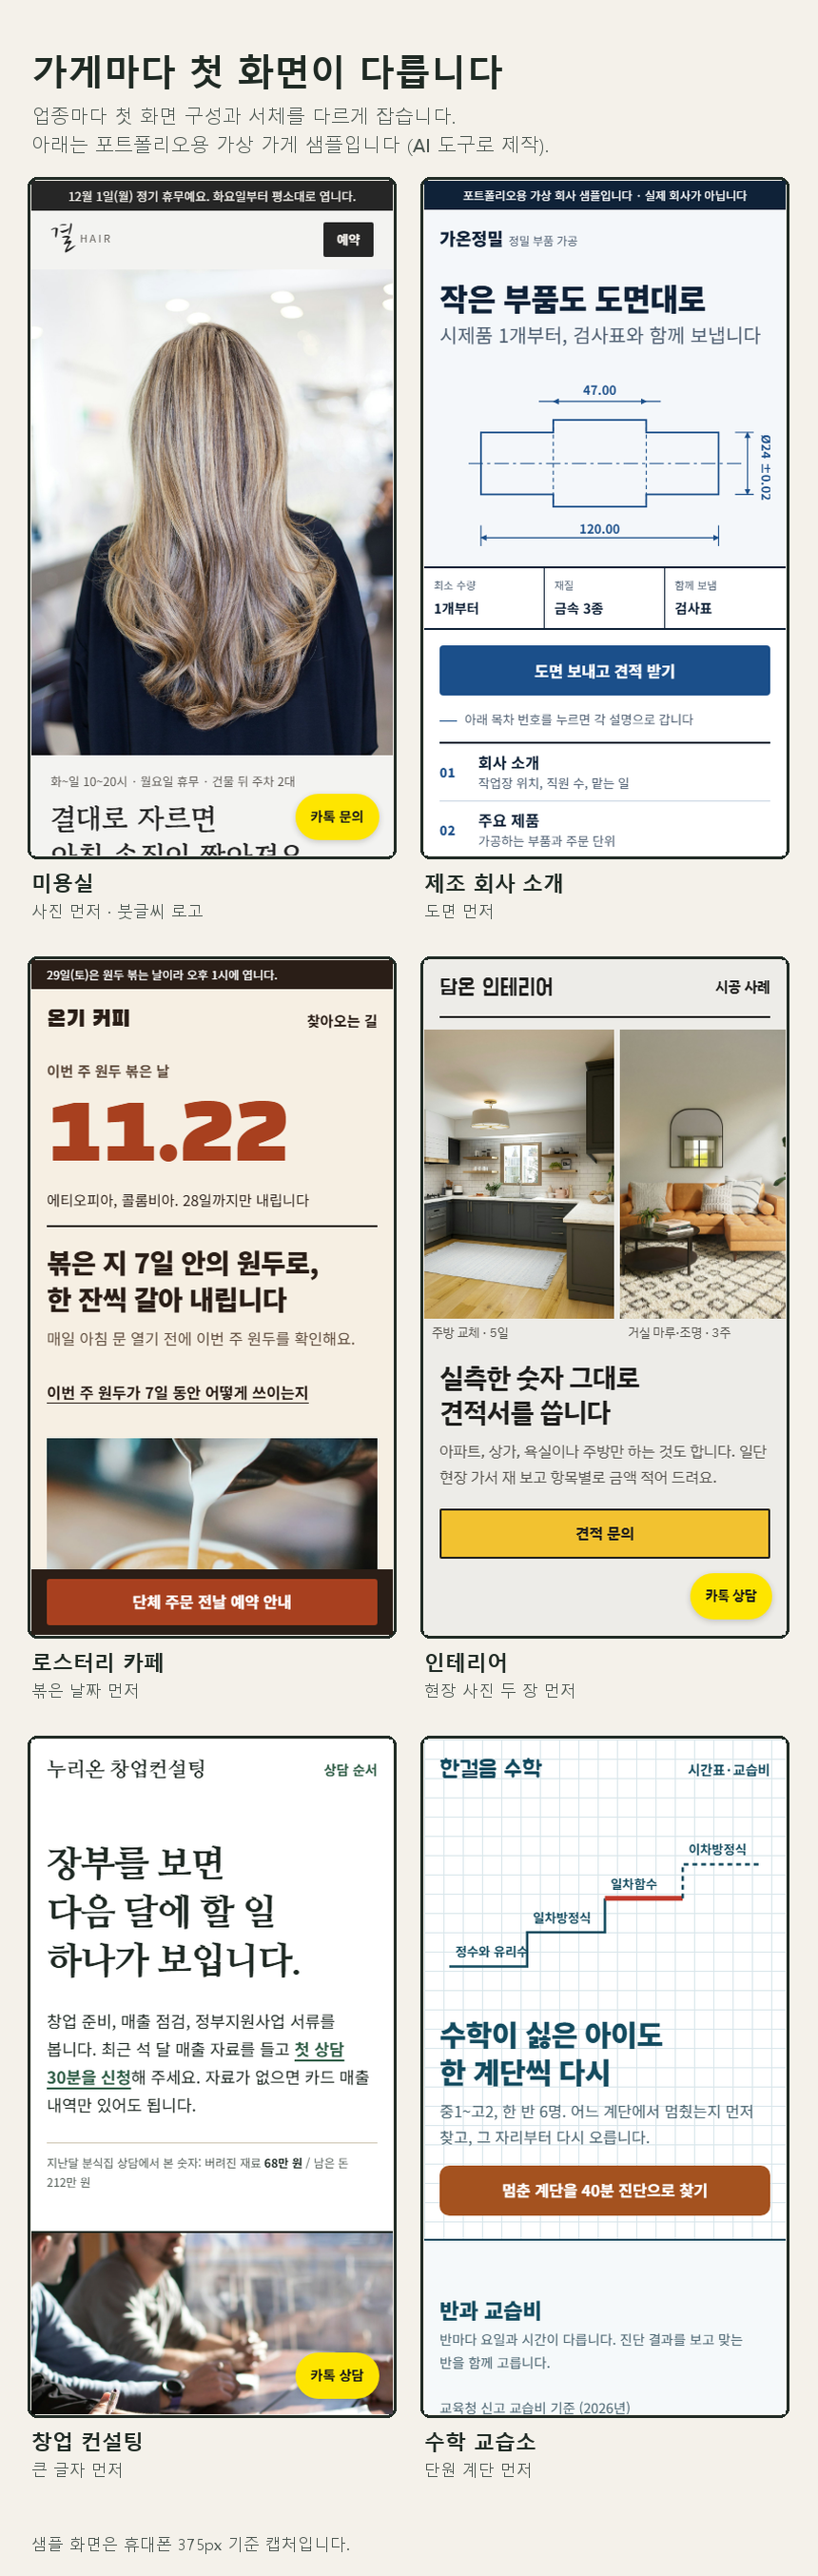 가게마다 첫 화면이 다릅니다
업종마다 첫 화면 구성과 서체를 다르게 잡습니다.
아래는 포트폴리오용 가상 가게 샘플입니다 (AI 도구로 제작).
12월 1일(월) 정기 휴무예요. 화요일부터 평소대로 엽니다.
결 HAIR
예약
화~일 10~20시 · 월요일 휴무 · 건물 뒤 주차 2대
결대로 자르면
카톡 문의
미용실
사진 먼저 · 붓글씨 로고
포트폴리오용 가상 회사 샘플입니다 · 실제 회사가 아닙니다
가온정밀 정밀 부품 가공
작은 부품도 도면대로
시제품 1개부터, 검사표와 함께 보냅니다
47.00
Ø24 ±0.02
120.00
최소 수량
1개부터
재질
금속 3종
함께 보냄
검사표
도면 보내고 견적 받기
아래 목차 번호를 누르면 각 설명으로 갑니다
01 회사 소개
작업장 위치, 직원 수, 맡는 일
02 주요 제품
가공하는 부품과 주문 단위
제조 회사 소개
도면 먼저
29일(토)은 원두 볶는 날이라 오후 1시에 엽니다.
온기 커피
찾아오는 길
이번 주 원두 볶은 날
11.22
에티오피아, 콜롬비아. 28일까지만 내립니다
볶은 지 7일 안의 원두로,
한 잔씩 갈아 내립니다
매일 아침 문 열기 전에 이번 주 원두를 확인해요.
이번 주 원두가 7일 동안 어떻게 쓰이는지
단체 주문 전날 예약 안내
로스터리 카페
볶은 날짜 먼저
담온 인테리어
시공 사례
주방 교체 · 5일
거실 마루·조명 · 3주
실측한 숫자 그대로
견적서를 씁니다
아파트, 상가, 욕실이나 주방만 하는 것도 합니다. 일단
현장 가서 재 보고 항목별로 금액 적어 드려요.
견적 문의
카톡 상담
인테리어
현장 사진 두 장 먼저
누리온 창업컨설팅
상담 순서
장부를 보면
다음 달에 할 일
하나가 보입니다.
창업 준비, 매출 점검, 정부지원사업 서류를
봅니다. 최근 석 달 매출 자료를 들고 첫 상담
30분을 신청해 주세요. 자료가 없으면 카드 매출
내역만 있어도 됩니다.
지난달 분식집 상담에서 본 숫자: 버려진 재료 68만 원 / 남은 돈
212만 원
카톡 상담
창업 컨설팅
큰 글자 먼저
한걸음 수학
시간표·교습비
이차방정식
일차함수
일차방정식
정수와 유리수
수학이 싫은 아이도
한 계단씩 다시
중1~고2, 한 반 6명. 어느 계단에서 멈췄는지 먼저
찾고, 그 자리부터 다시 오릅니다.
멈춘 계단을 40분 진단으로 찾기
반과 교습비
반마다 요일과 시간이 다릅니다. 진단 결과를 보고 맞는
반을 함께 고릅니다.
교육청 신고 교습비 기준 (2026년)
수학 교습소
단원 계단 먼저
샘플 화면은 휴대폰 375px 기준 캡처입니다.